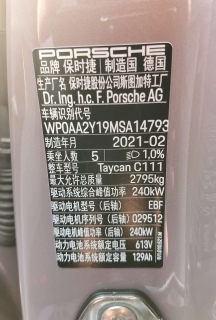 PORSCHE
品牌 保时捷 制造国 德国
生产厂名 保时捷股份公司斯图加特工厂
Dr. Ing. h.c. F. Porsche AG
车辆识别代号
WP0AA2Y19MSA14793
制造年月 2021-02
乘坐人数 5 1,0%
整车型号 Taycan C111
最大允许总质量 2795kg
驱动系统综合峰值功率 240kW
驱动电机型号(后轴) EBF
驱动电机序号(后轴) 029512
驱动电机峰值功率(后轴) 240kW
动力电池系统额定电压 613V
动力电池系统额定容量 129Ah